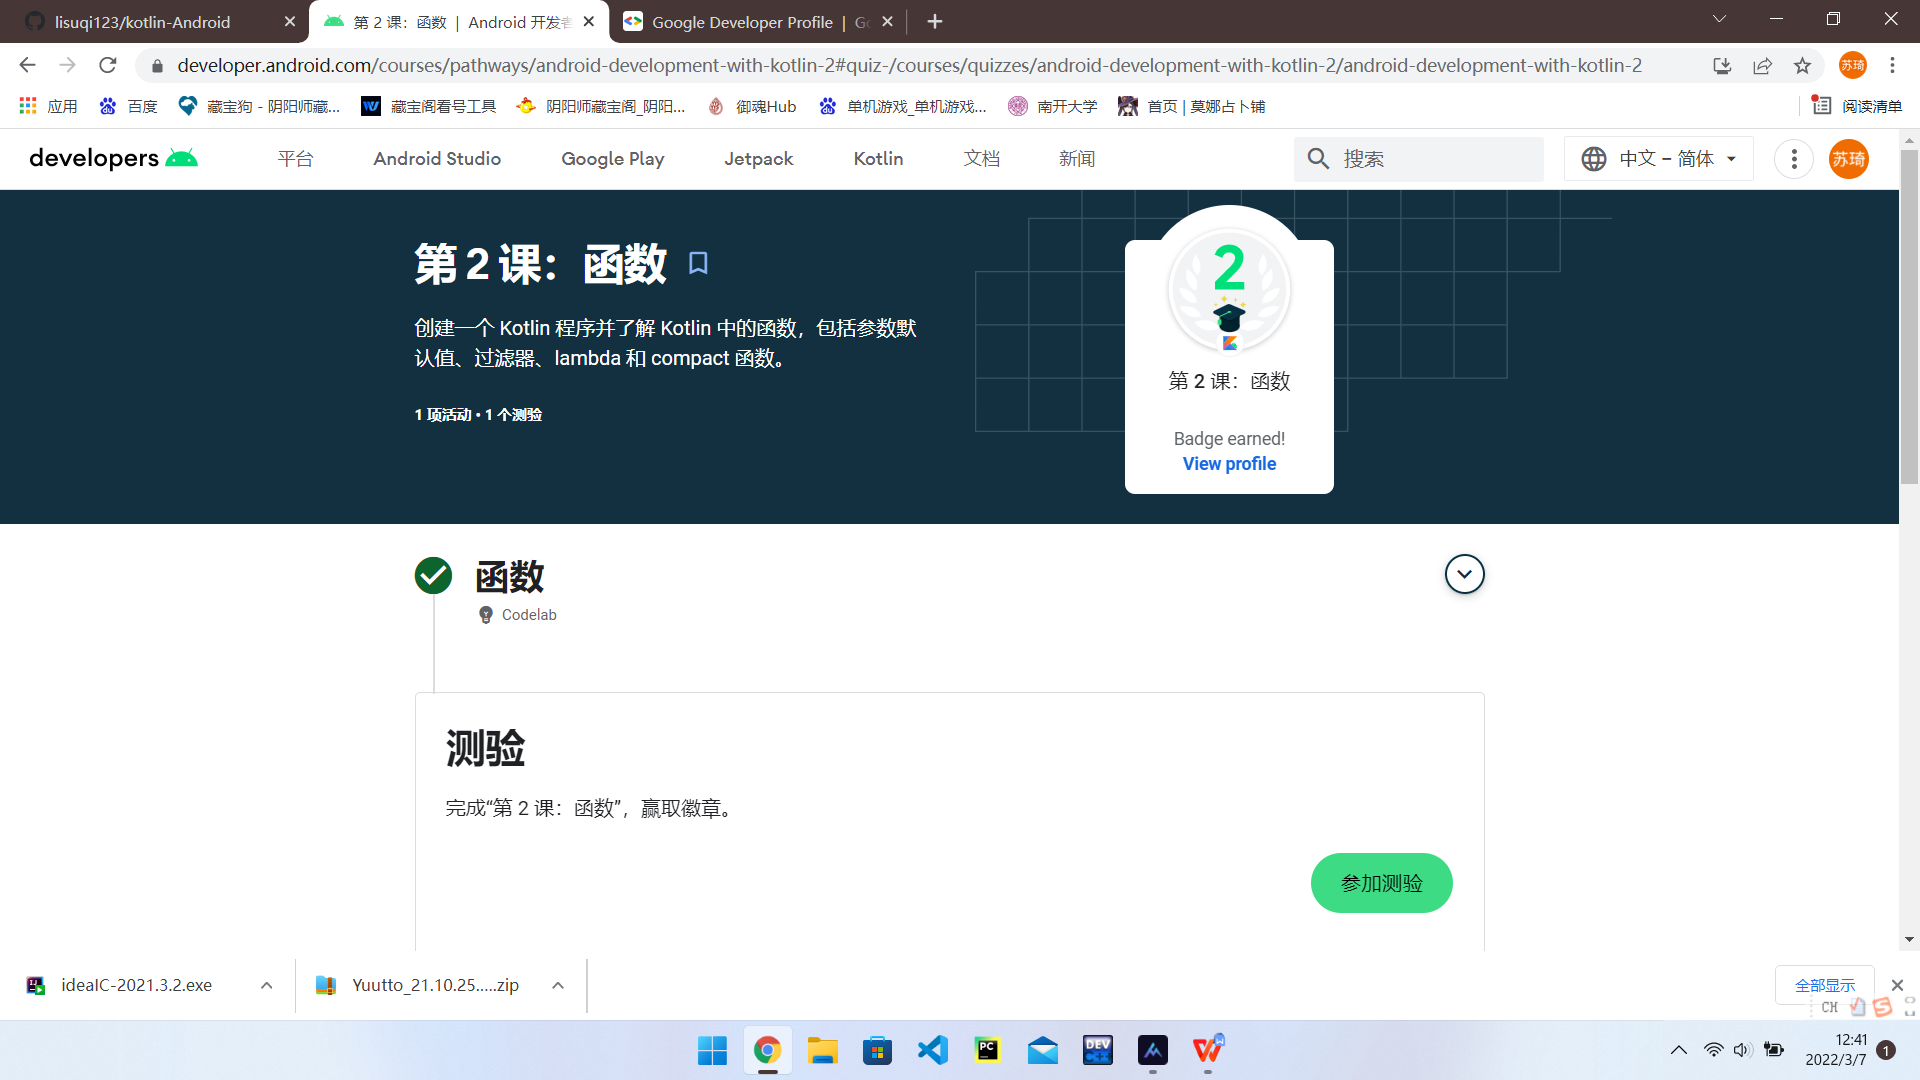 lisuqi123/kotlin-Android
第 2 课：函数 | Android 开发者
Google Developer Profile | Go
developer.android.com/courses/pathways/android-development-with-kotlin-2#quiz-/courses/quizzes/android-development-with-kotlin-2/android-development-with-kotlin-2
苏琦
应用
百度
藏宝狗 - 阴阳师藏...
藏宝阁看号工具
阴阳师藏宝阁_阴阳...
御魂Hub
单机游戏_单机游戏...
南开大学
首页 | 莫娜占卜铺
阅读清单
developers
平台
Android Studio
Google Play
Jetpack
Kotlin
文档
新闻
搜索
中文 – 简体
苏琦
第 2 课：函数
创建一个 Kotlin 程序并了解 Kotlin 中的函数，包括参数默
认值、过滤器、lambda 和 compact 函数。
1 项活动 • 1 个测验
2
第 2 课：函数
Badge earned!
View profile
函数
Codelab
测验
完成“第 2 课：函数”，赢取徽章。
参加测验
ideaIC-2021.3.2.exe
Yuutto_21.10.25.....zip
全部显示
CH
PC
DEV
12:41
2022/3/7
1